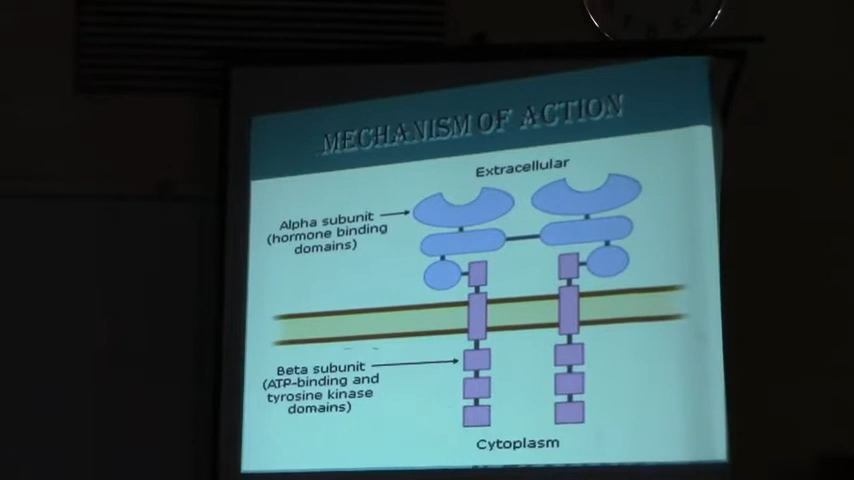 MECHANISM OF ACTION
Extracellular
Alpha subunit
(hormone binding
domains)
Beta subunit
(ATP-binding and
tyrosine kinase
domains)
Cytoplasm